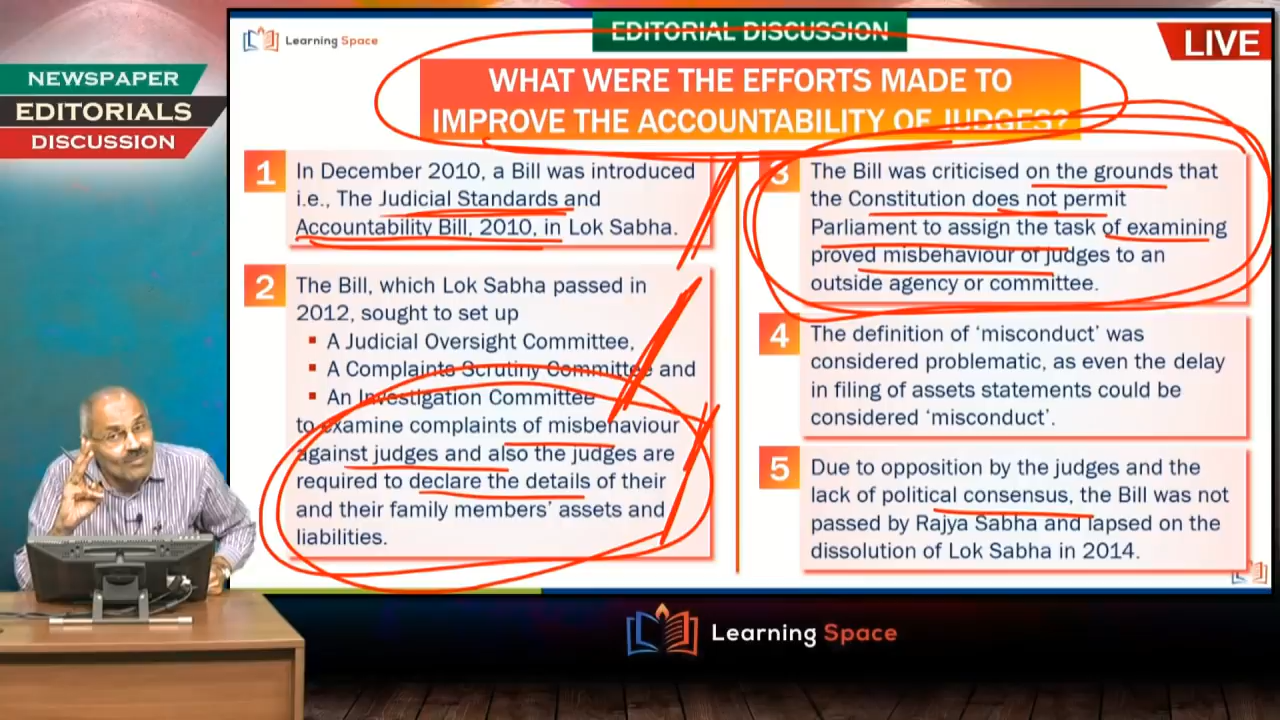 NEWSPAPER
EDITORIALS
DISCUSSION
Learning Space
EDITORIAL DISCUSSION
LIVE
WHAT WERE THE EFFORTS MADE TO
IMPROVE THE ACCOUNTABILITY OF JUDGES?
1
In December 2010, a Bill was introduced
i.e., The Judicial Standards and
Accountability Bill, 2010, in Lok Sabha.
2
The Bill, which Lok Sabha passed in
2012, sought to set up
▪ A Judicial Oversight Committee,
▪ A Complaints Scrutiny Committee and
▪ An Investigation Committee
to examine complaints of misbehaviour
against judges and also the judges are
required to declare the details of their
and their family members’ assets and
liabilities.
3
The Bill was criticised on the grounds that
the Constitution does not permit
Parliament to assign the task of examining
proved misbehaviour of judges to an
outside agency or committee.
4
The definition of ‘misconduct’ was
considered problematic, as even the delay
in filing of assets statements could be
considered ‘misconduct’.
5
Due to opposition by the judges and the
lack of political consensus, the Bill was not
passed by Rajya Sabha and lapsed on the
dissolution of Lok Sabha in 2014.
Learning Space